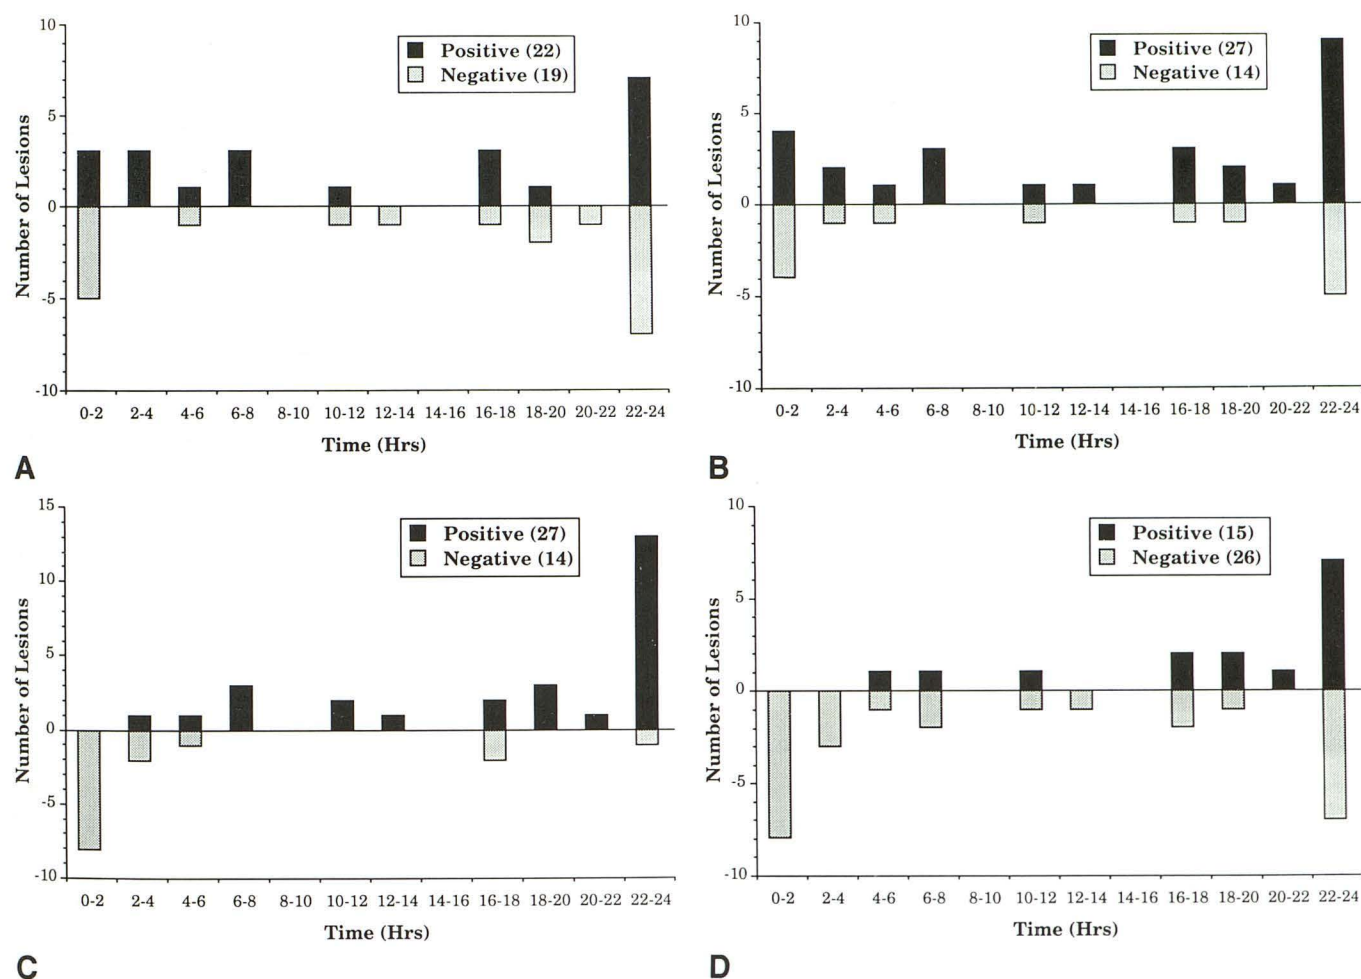 10
5
0
-5
-10
Number of Lesions
Positive (22)
Negative (19)
0-2 2-4 4-6 6-8 8-10 10-12 12-14 14-16 16-18 18-20 20-22 22-24
Time (Hrs)
A
10
5
0
-5
-10
Number of Lesions
Positive (27)
Negative (14)
0-2 2-4 4-6 6-8 8-10 10-12 12-14 14-16 16-18 18-20 20-22 22-24
Time (Hrs)
B
15
10
5
0
-5
-10
Number of Lesions
Positive (27)
Negative (14)
0-2 2-4 4-6 6-8 8-10 10-12 12-14 14-16 16-18 18-20 20-22 22-24
Time (Hrs)
C
10
5
0
-5
-10
Number of Lesions
Positive (15)
Negative (26)
0-2 2-4 4-6 6-8 8-10 10-12 12-14 14-16 16-18 18-20 20-22 22-24
Time (Hrs)
D